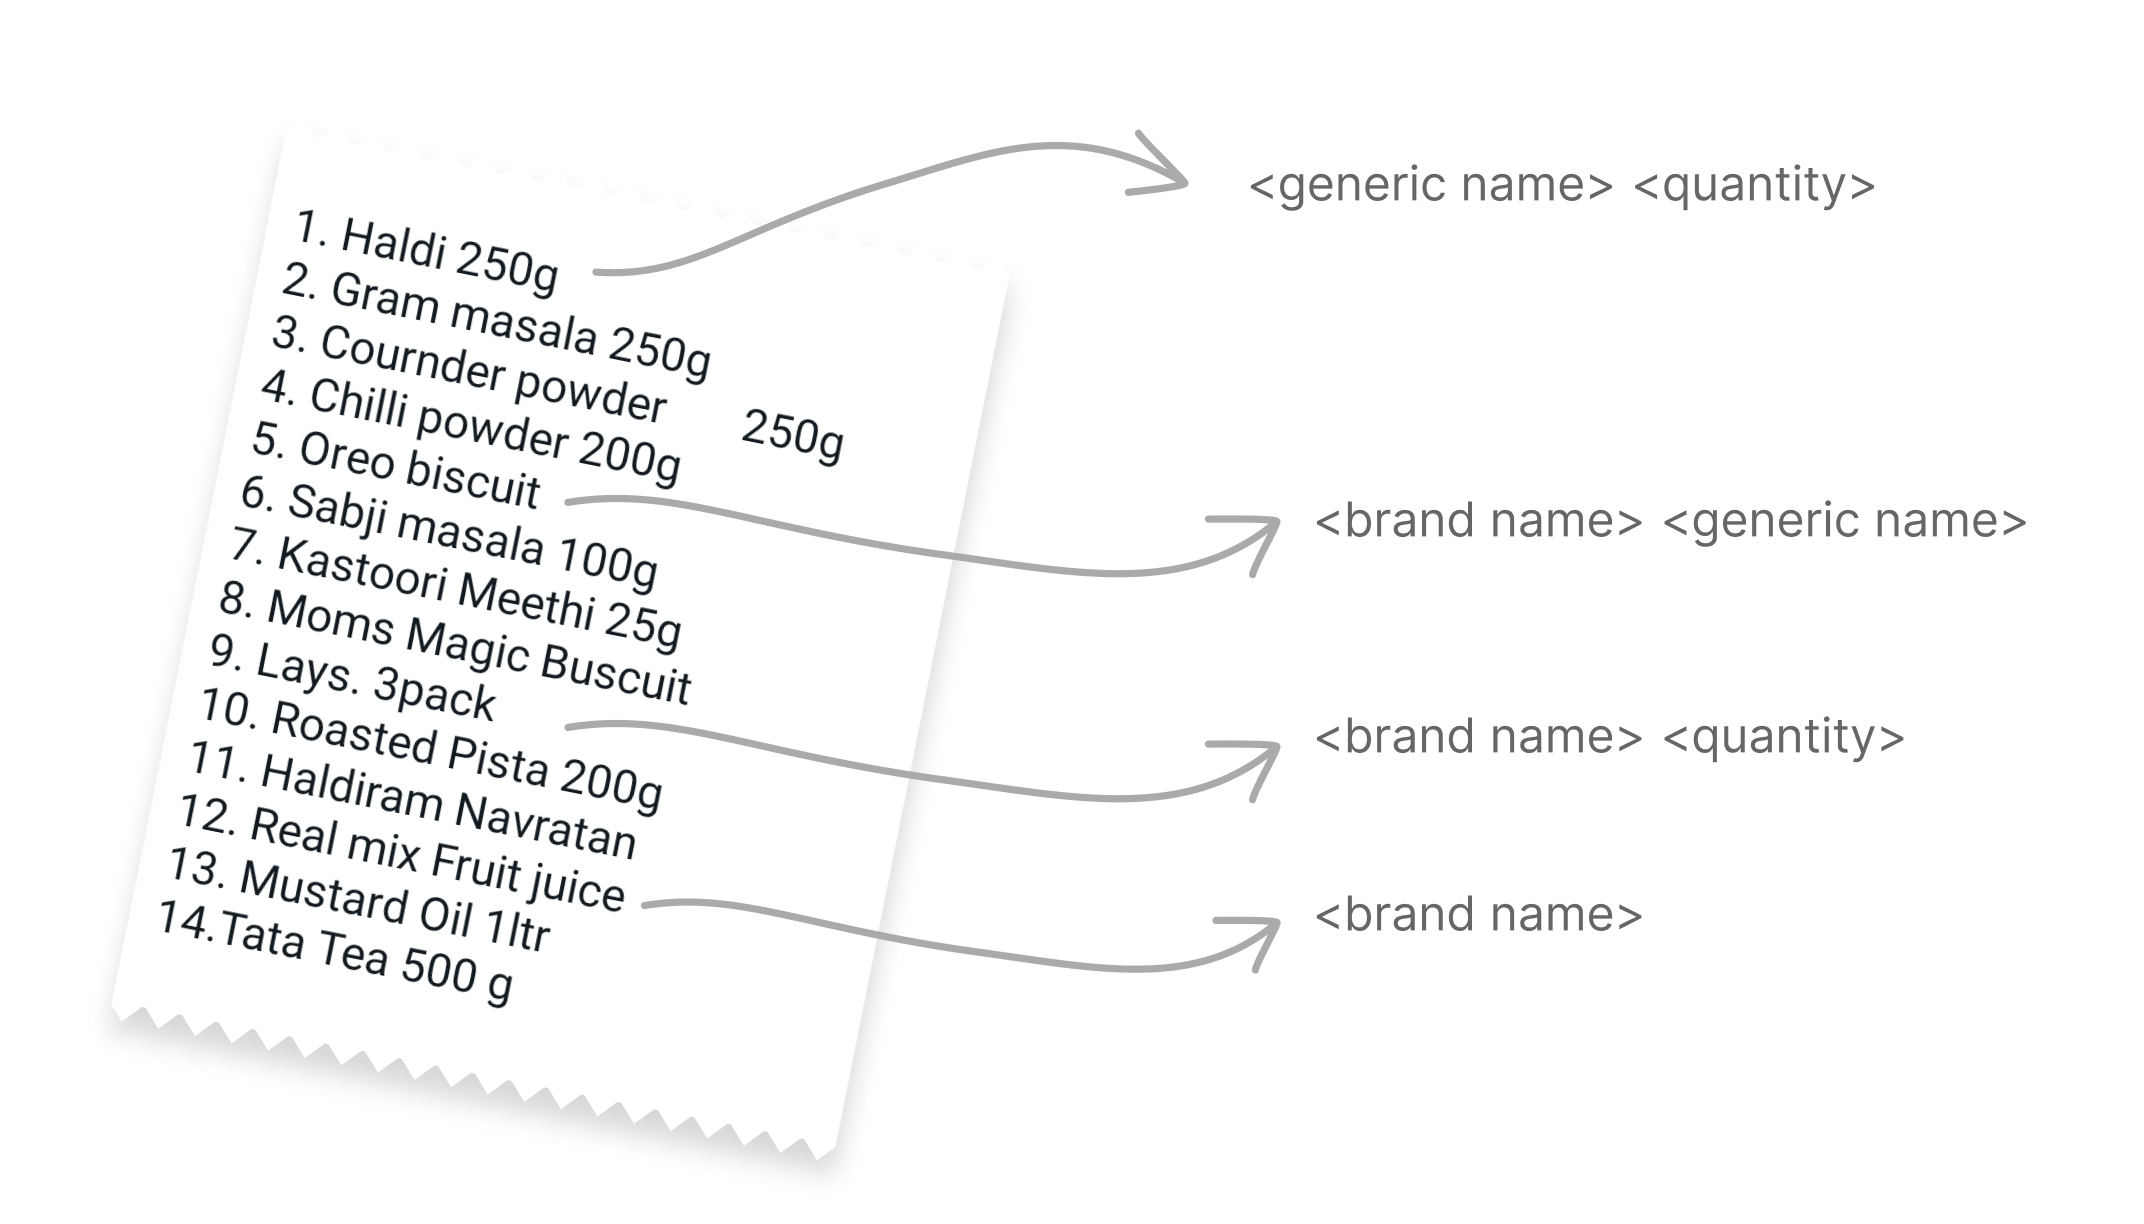 1. Haldi 250g
2. Gram masala 250g
3. Cournder powder 250g
4. Chilli powder 200g
5. Oreo biscuit
6. Sabji masala 100g
7. Kastoori Meethi 25g
8. Moms Magic Buscuit
9. Lays. 3pack
10. Roasted Pista 200g
11. Haldiram Navratan
12. Real mix Fruit juice
13. Mustard Oil 1ltr
14.Tata Tea 500 g
<generic name> <quantity>
<brand name> <generic name>
<brand name> <quantity>
<brand name>